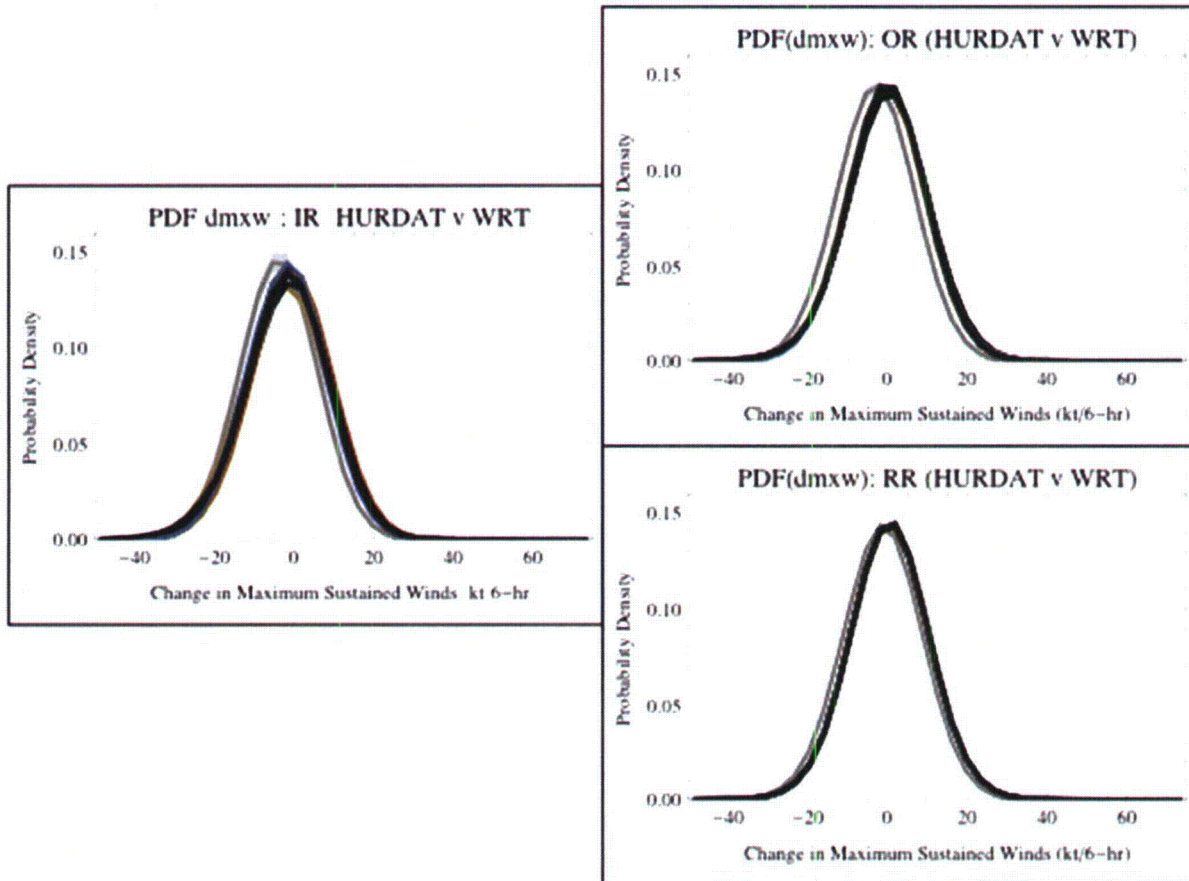 PDF dmxw : IR HURDAT v WRT
Probability Density
0.15
0.10
0.05
0.00
−40 −20 0 20 40 60
Change in Maximum Sustained Winds kt 6−hr
PDF(dmxw): OR (HURDAT v WRT)
Probability Density
0.15
0.10
0.05
0.00
−40 −20 0 20 40 60
Change in Maximum Sustained Winds (kt/6−hr)
PDF(dmxw): RR (HURDAT v WRT)
Probability Density
0.15
0.10
0.05
0.00
−40 −20 0 20 40 60
Change in Maximum Sustained Winds (kt/6−hr)